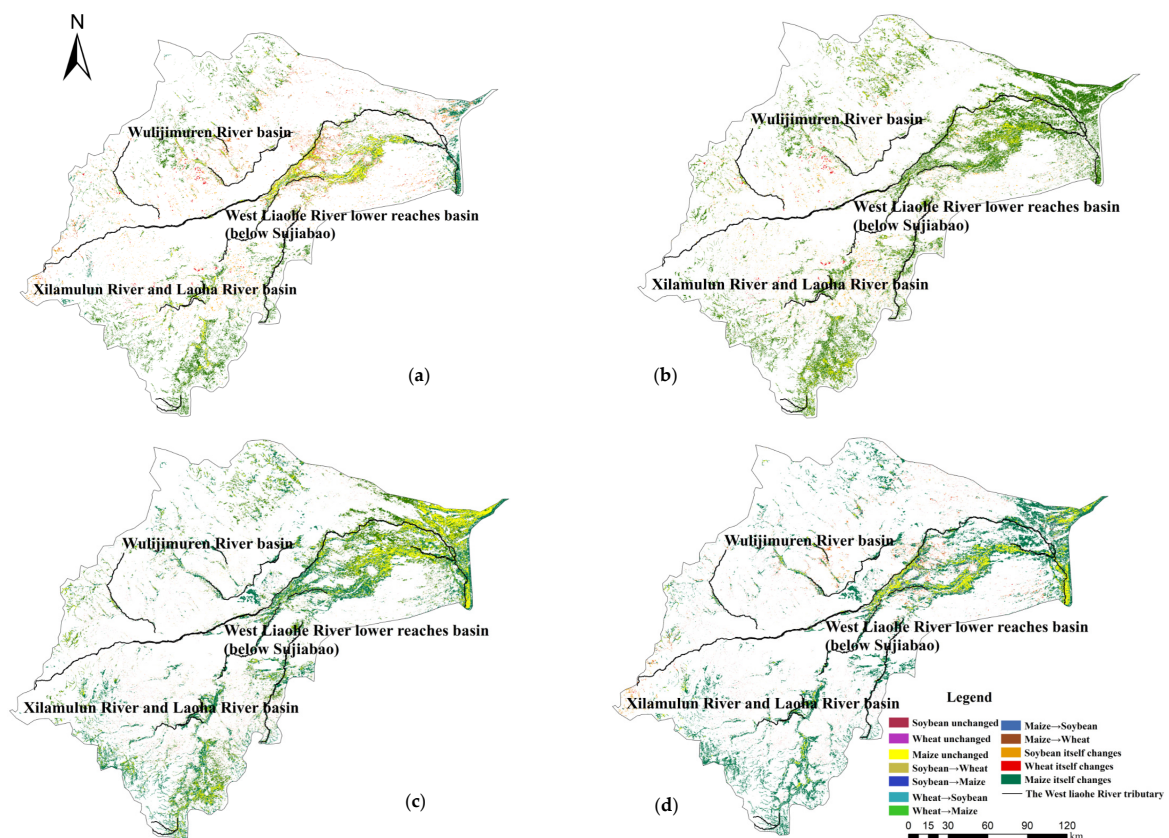 N
Wulijimuren River basin
West Liaohe River lower reaches basin
(below Sujiabao)
Xilamulun River and Laoha River basin
(a)
Wulijimuren River basin
West Liaohe River lower reaches basin
(below Sujiabao)
Xilamulun River and Laoha River basin
(b)
Wulijimuren River basin
West Liaohe River lower reaches basin
(below Sujiabao)
Xilamulun River and Laoha River basin
(c)
Wulijimuren River basin
West Liaohe River lower reaches basin
(below Sujiabao)
Xilamulun River and Laoha River basin
(d)
Legend
Soybean unchanged
Wheat unchanged
Maize unchanged
Soybean→Wheat
Soybean→Maize
Wheat→Soybean
Wheat→Maize
Maize→Soybean
Maize→Wheat
Soybean itself changes
Wheat itself changes
Maize itself changes
The West liaohe River tributary
0 15 30 60 90 120
km